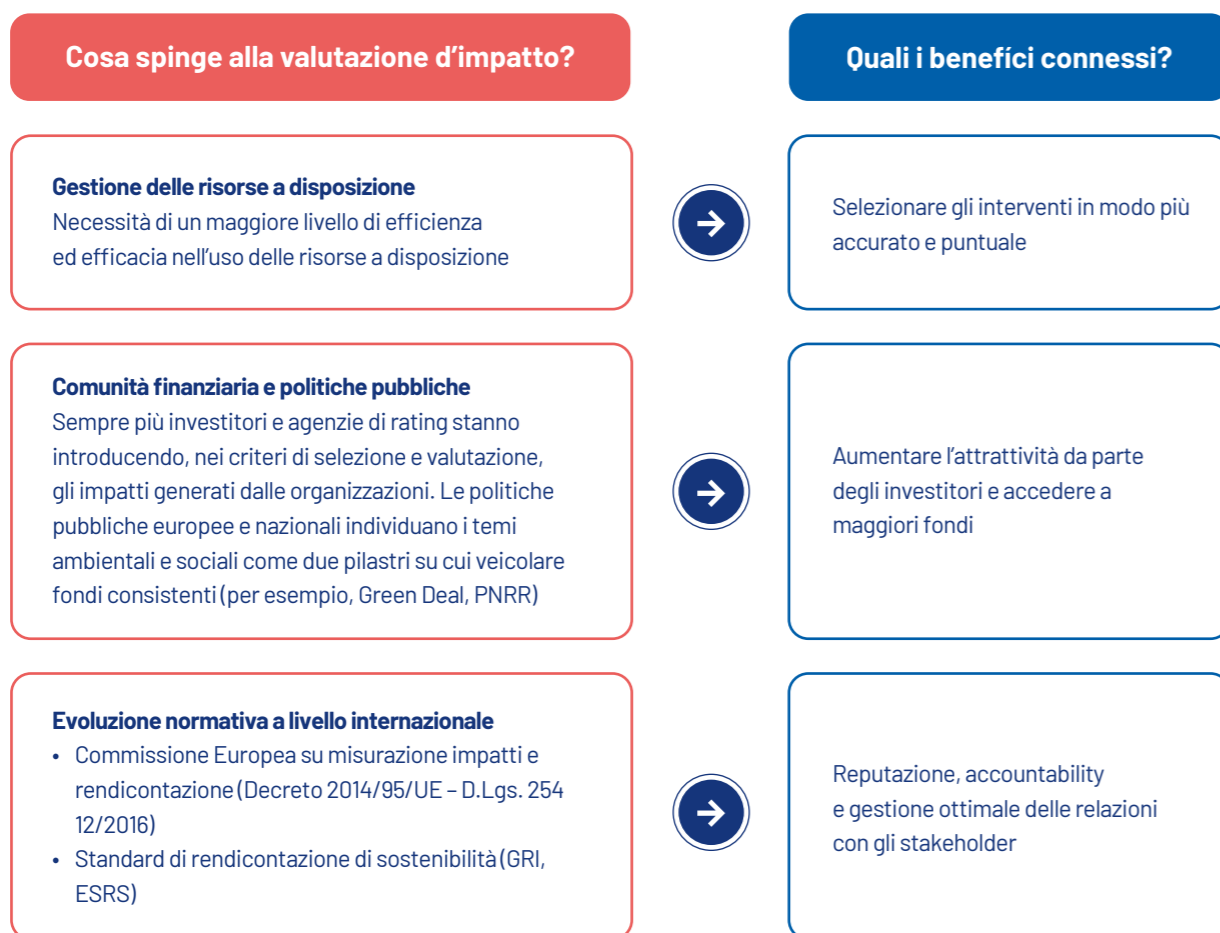 Cosa spinge alla valutazione d’impatto?
Quali i benefíci connessi?
Gestione delle risorse a disposizione
Necessità di un maggiore livello di efficienza
ed efficacia nell’uso delle risorse a disposizione
Selezionare gli interventi in modo più
accurato e puntuale
Comunità finanziaria e politiche pubbliche
Sempre più investitori e agenzie di rating stanno
introducendo, nei criteri di selezione e valutazione,
gli impatti generati dalle organizzazioni. Le politiche
pubbliche europee e nazionali individuano i temi
ambientali e sociali come due pilastri su cui veicolare
fondi consistenti (per esempio, Green Deal, PNRR)
Aumentare l’attrattività da parte
degli investitori e accedere a
maggiori fondi
Evoluzione normativa a livello internazionale
• Commissione Europea su misurazione impatti e
rendicontazione (Decreto 2014/95/UE – D.Lgs. 254
12/2016)
• Standard di rendicontazione di sostenibilità (GRI,
ESRS)
Reputazione, accountability
e gestione ottimale delle relazioni
con gli stakeholder